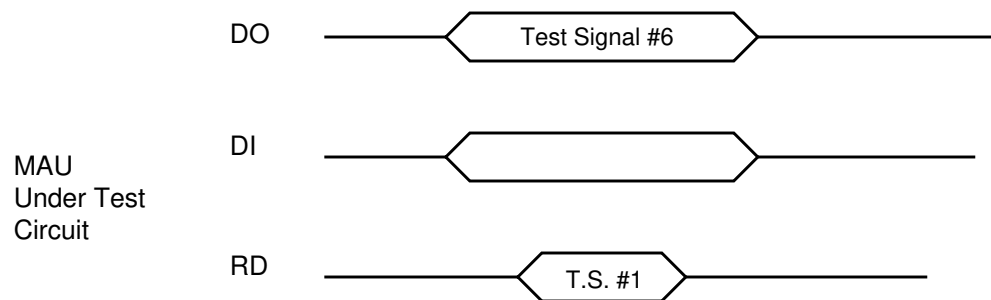 DO
Test Signal #6
DI
MAU
Under Test
Circuit
RD
T.S. #1